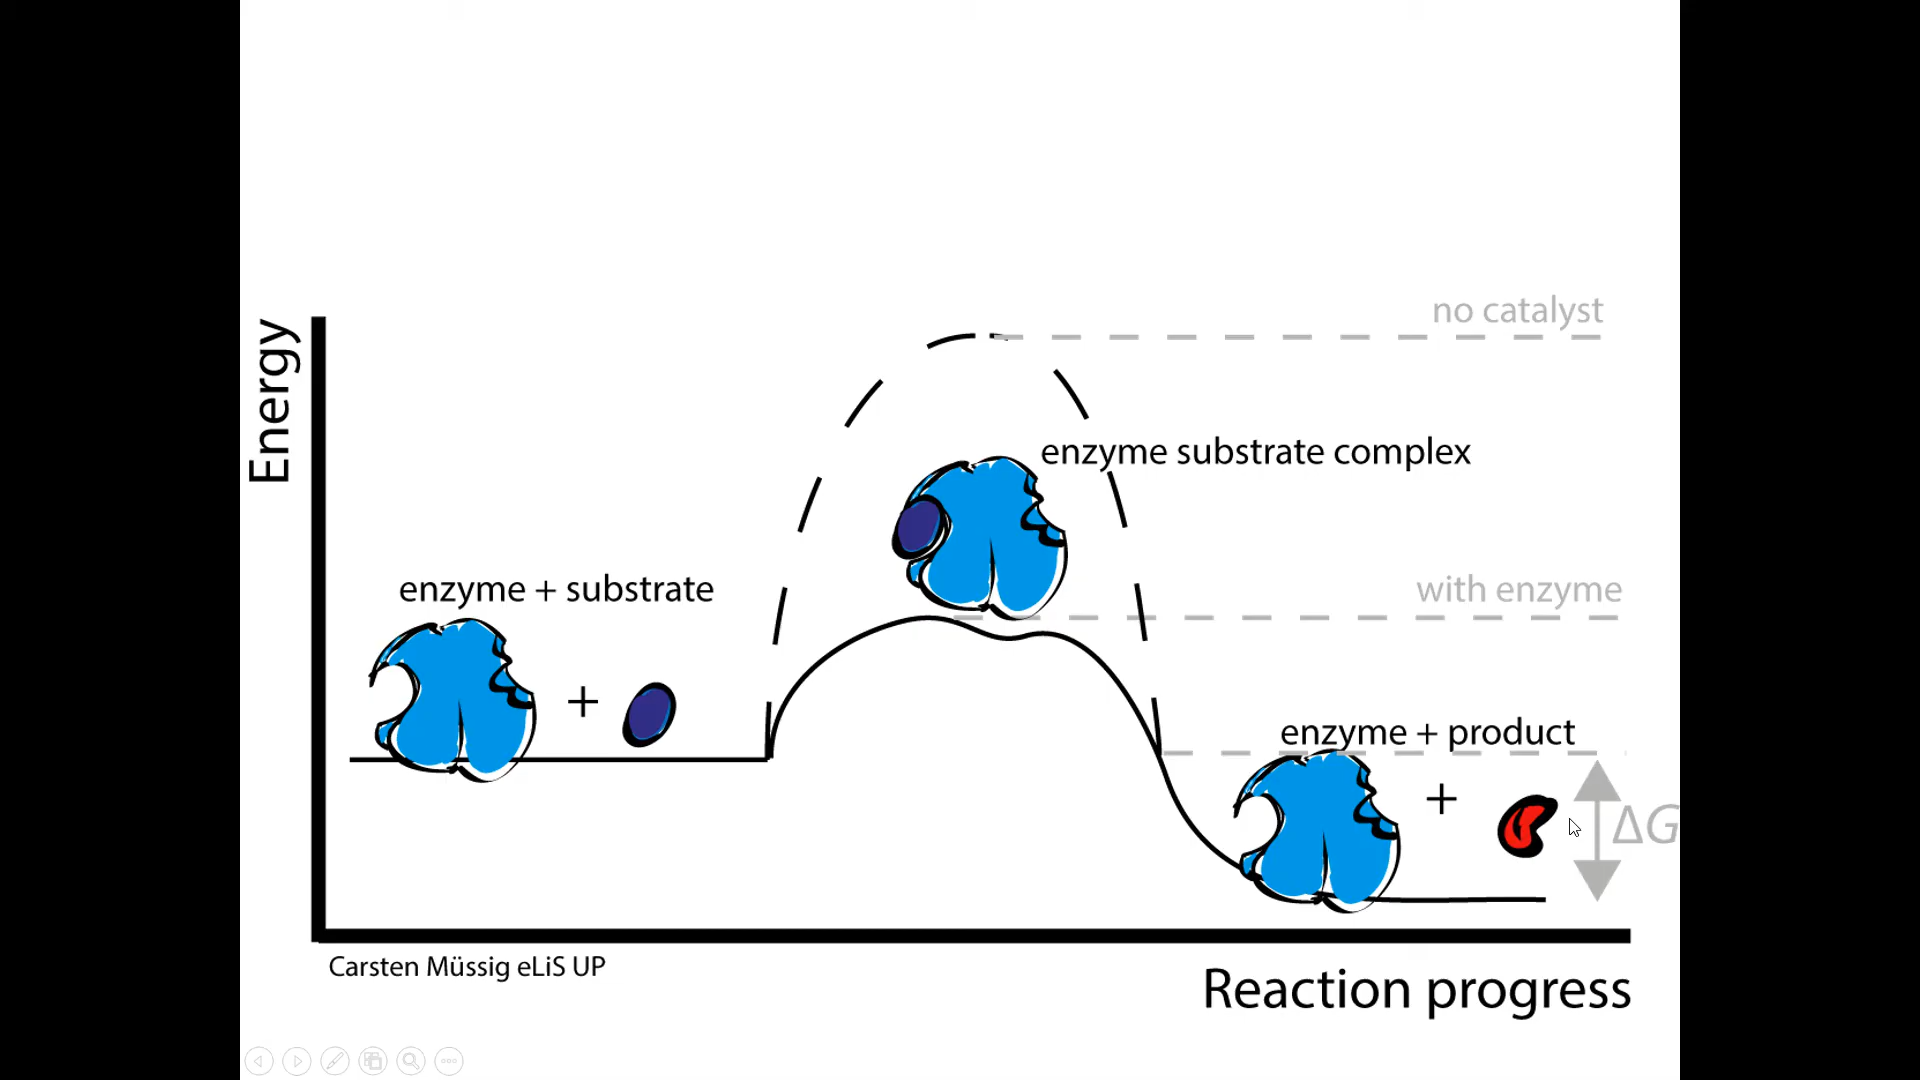 no catalyst
Energy
enzyme substrate complex
enzyme + substrate
with enzyme
+
enzyme + product
+
ΔG
Carsten Müssig eLiS UP
Reaction progress